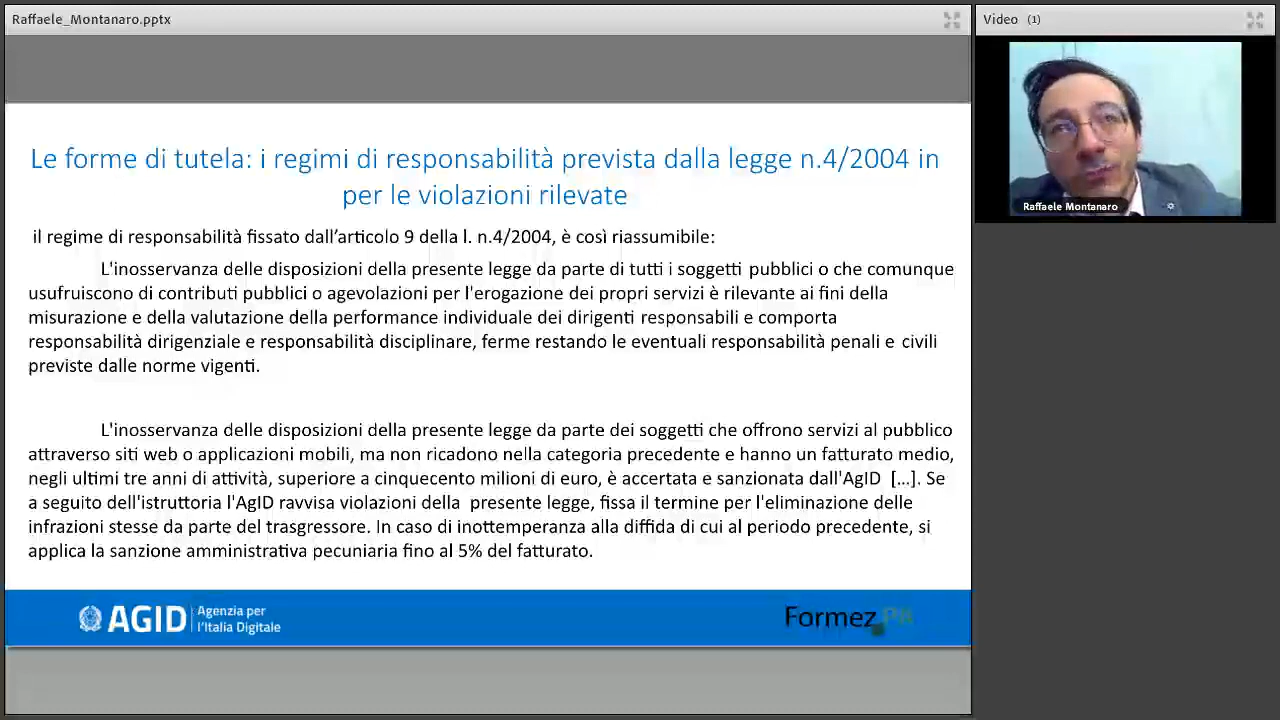 Raffaele_Montanaro.pptx
Video (1)
Raffaele Montanaro
Le forme di tutela: i regimi di responsabilità prevista dalla legge n.4/2004 in
per le violazioni rilevate
il regime di responsabilità fissato dall'articolo 9 della l. n.4/2004, è così riassumibile:
L'inosservanza delle disposizioni della presente legge da parte di tutti i soggetti pubblici o che comunque
usufruiscono di contributi pubblici o agevolazioni per l'erogazione dei propri servizi è rilevante ai fini della
misurazione e della valutazione della performance individuale dei dirigenti responsabili e comporta
responsabilità dirigenziale e responsabilità disciplinare, ferme restando le eventuali responsabilità penali e civili
previste dalle norme vigenti.
L'inosservanza delle disposizioni della presente legge da parte dei soggetti che offrono servizi al pubblico
attraverso siti web o applicazioni mobili, ma non ricadono nella categoria precedente e hanno un fatturato medio,
negli ultimi tre anni di attività, superiore a cinquecento milioni di euro, è accertata e sanzionata dall'AgID [...]. Se
a seguito dell'istruttoria l'AgID ravvisa violazioni della presente legge, fissa il termine per l'eliminazione delle
infrazioni stesse da parte del trasgressore. In caso di inottemperanza alla diffida di cui al periodo precedente, si
applica la sanzione amministrativa pecuniaria fino al 5% del fatturato.
AGID Agenzia per
l'Italia Digitale
Formez PA